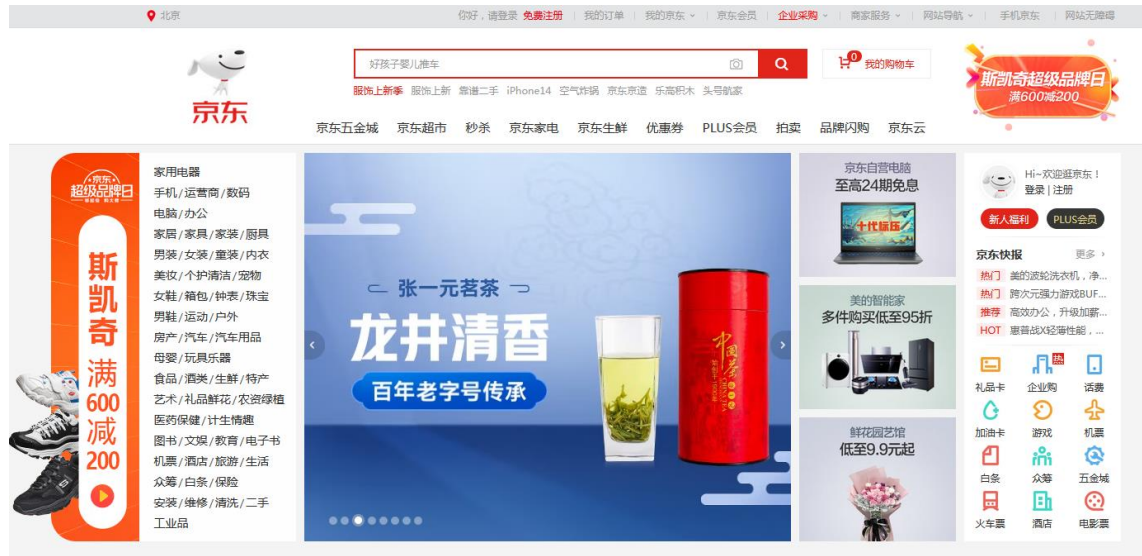 北京
你好，请登录 免费注册 我的订单 我的京东 京东会员 企业采购 商家服务 网站导航 手机京东 网站无障碍
京东
好孩子婴儿推车
0
我的购物车
服饰上新季 服饰上新 靠谱二手 iPhone14 空气炸锅 京东京造 乐高积木 头号航家
斯凯奇超级品牌日
满600减200
京东五金城 京东超市 秒杀 京东家电 京东生鲜 优惠券 PLUS会员 拍卖 品牌闪购 京东云
京东
超级品牌日
斯凯奇
满
600
减
200
家用电器
手机/运营商/数码
电脑/办公
家居/家具/家装/厨具
男装/女装/童装/内衣
美妆/个护清洁/宠物
女鞋/箱包/钟表/珠宝
男鞋/运动/户外
房产/汽车/汽车用品
母婴/玩具乐器
食品/酒类/生鲜/特产
艺术/礼品鲜花/农资绿植
医药保健/计生情趣
图书/文娱/教育/电子书
机票/酒店/旅游/生活
众筹/白条/保险
安装/维修/清洗/二手
工业品
张一元茗茶
龙井清香
百年老字号传承
中国茶
京东自营电脑
至高24期免息
十代标压
美的智能家
多件购买低至95折
鲜花园艺馆
低至9.9元起
Hi~欢迎逛京东！
登录 | 注册
新人福利 PLUS会员
京东快报 更多
热门 美的波轮洗衣机，净...
热门 跨次元强力游戏BUF...
推荐 高效办公，升级加薪...
HOT 惠普战X轻薄性能，...
热
礼品卡 企业购 话费
加油卡 游戏 机票
白条 众筹 五金城
火车票 酒店 电影票